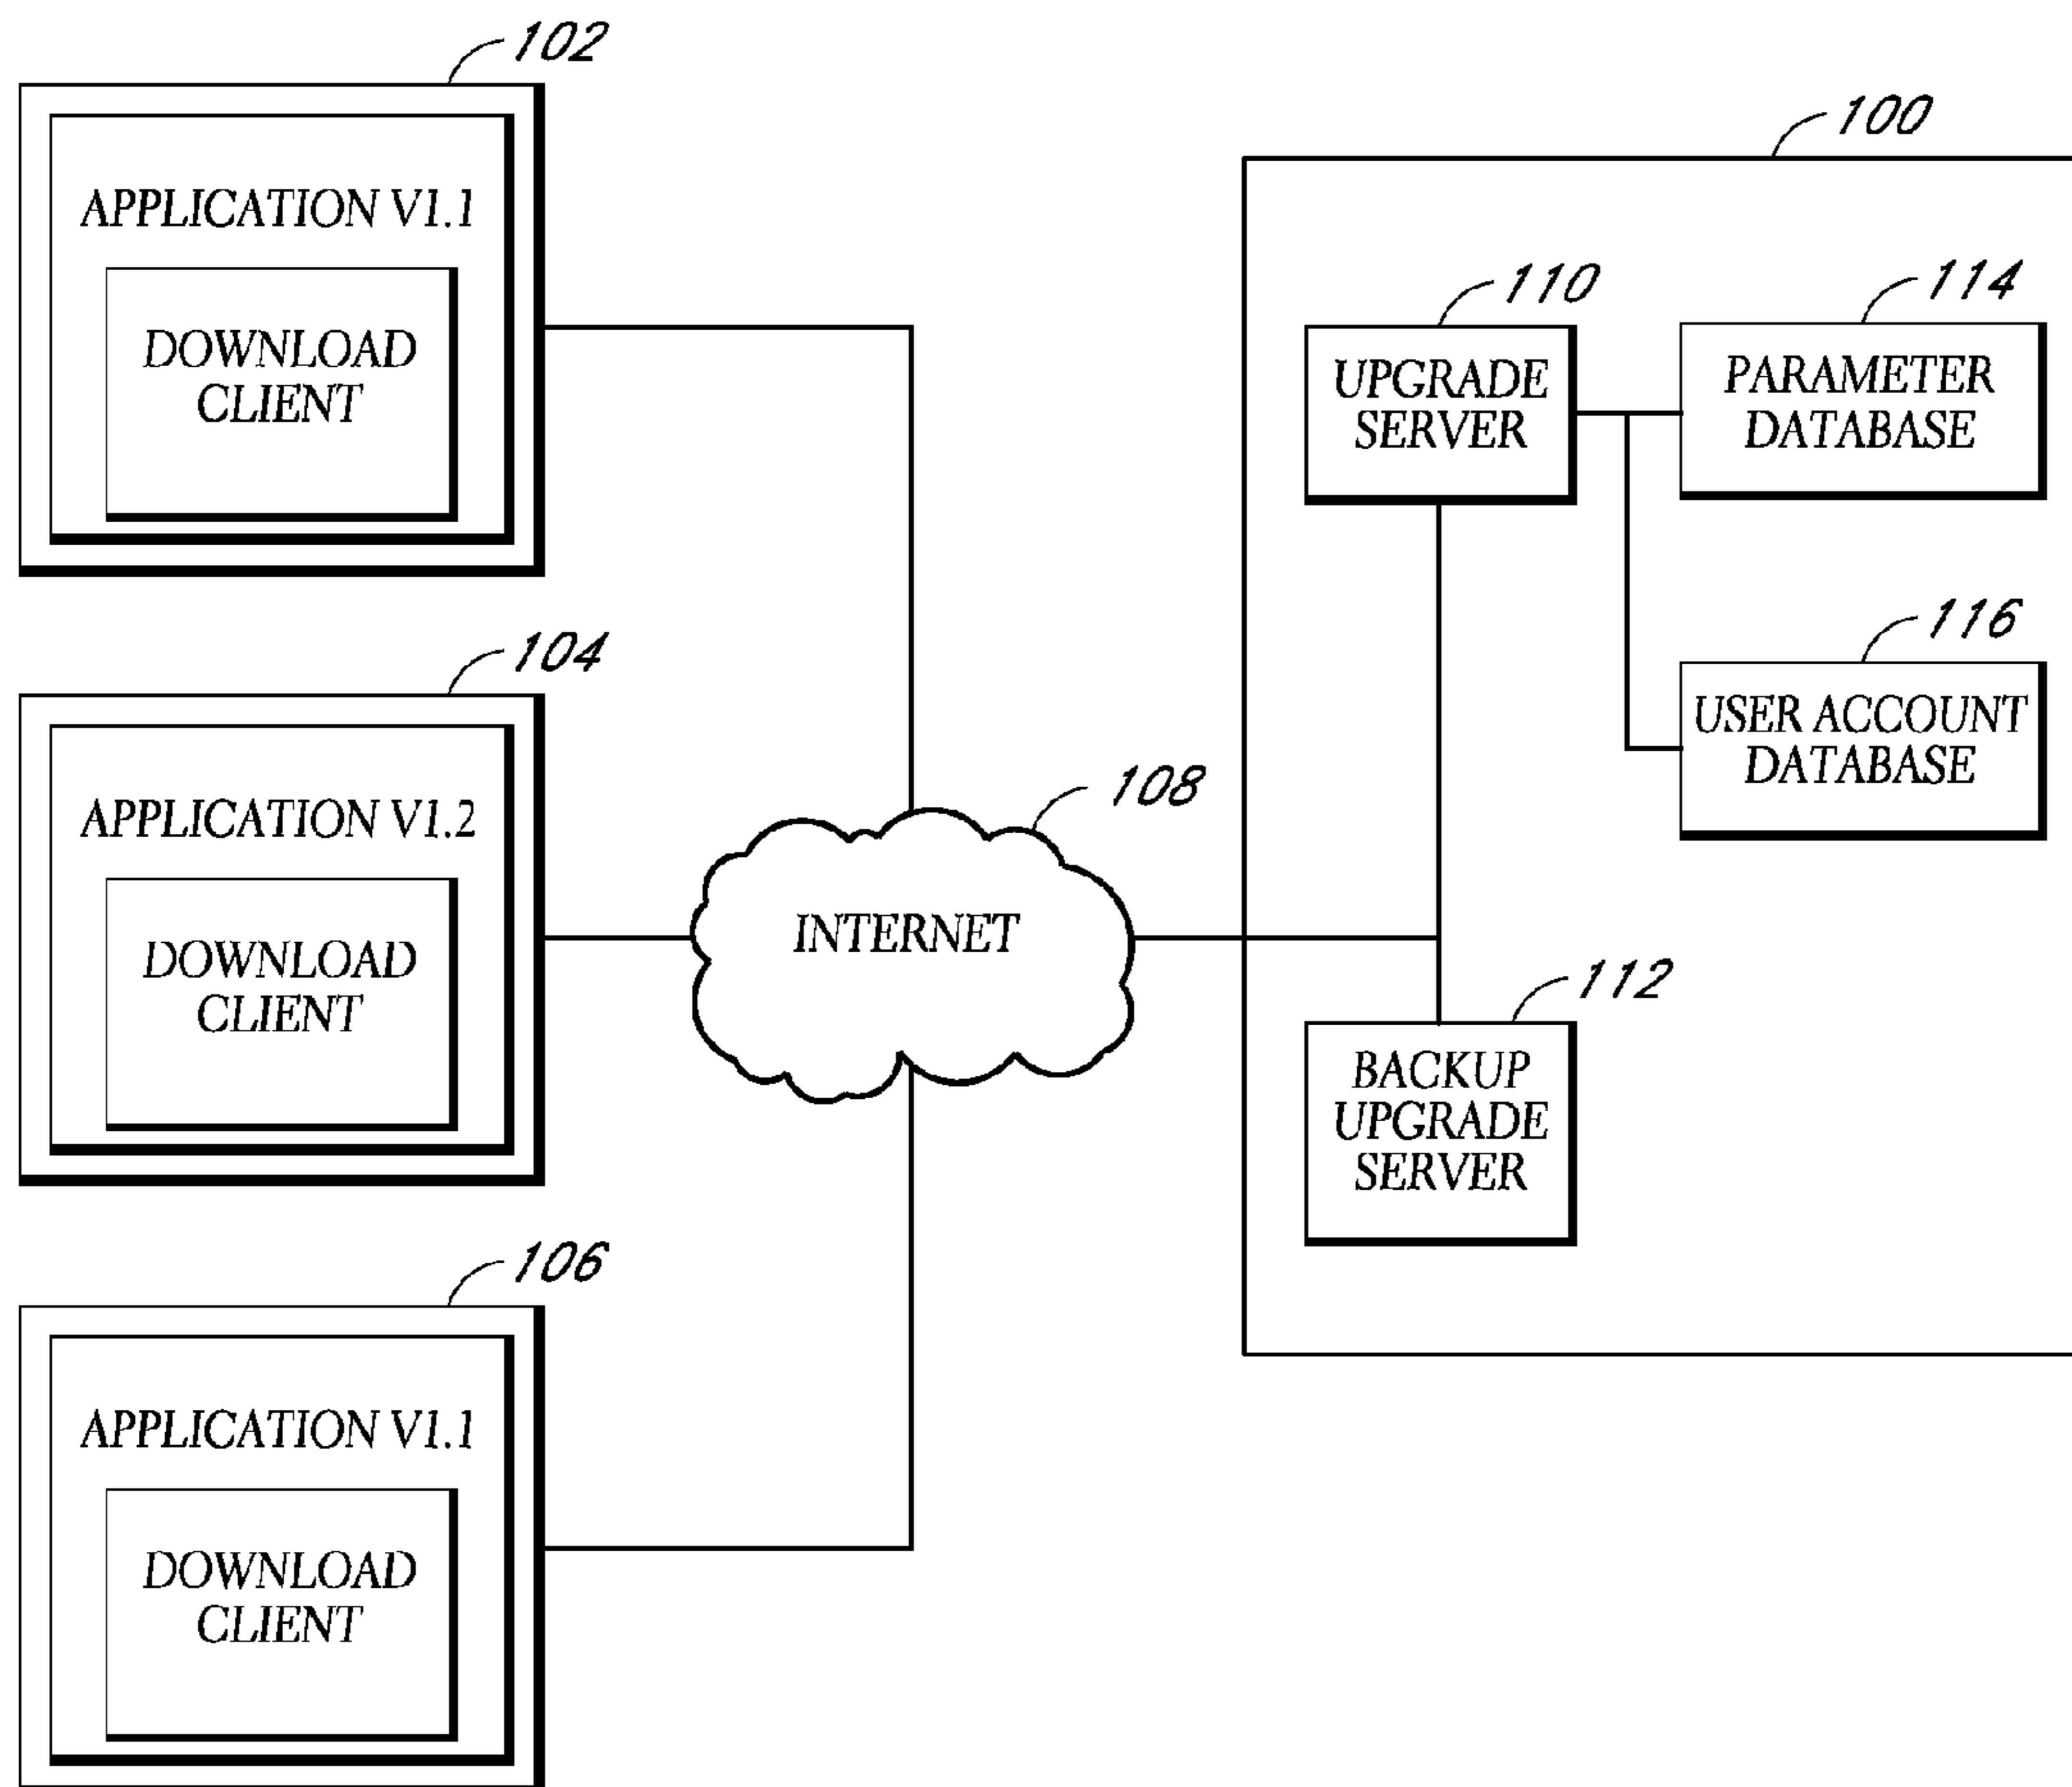 102
APPLICATION V1.1
DOWNLOAD
CLIENT
104
APPLICATION V1.2
DOWNLOAD
CLIENT
106
APPLICATION V1.1
DOWNLOAD
CLIENT
108
INTERNET
100
110
UPGRADE
SERVER
114
PARAMETER
DATABASE
116
USER ACCOUNT
DATABASE
112
BACKUP
UPGRADE
SERVER